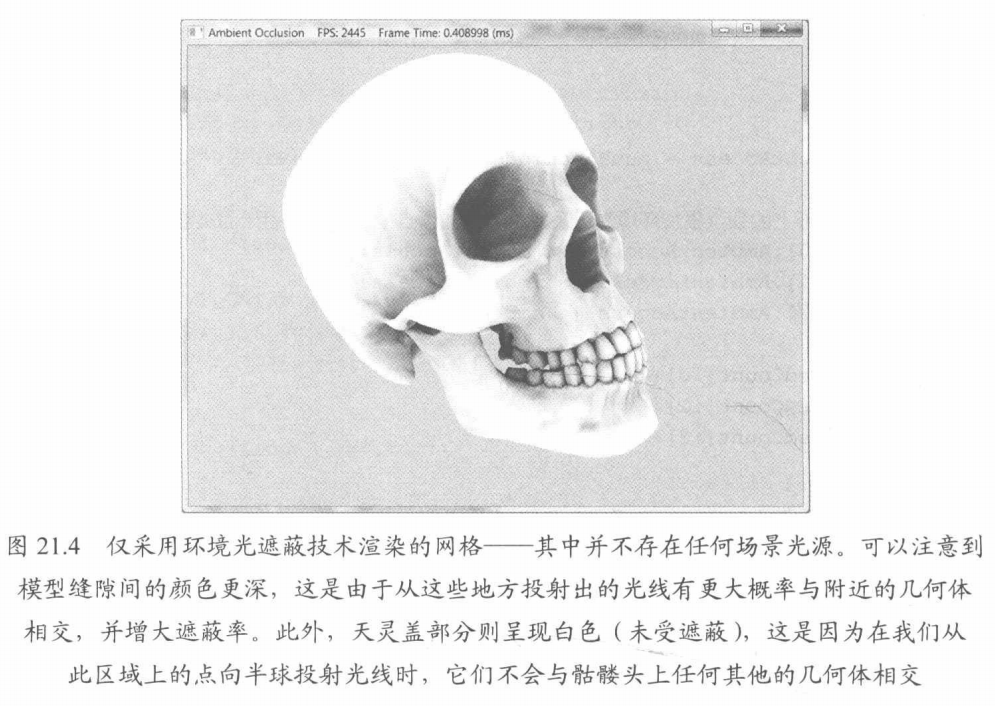 Ambient Occlusion FPS: 2445 Frame Time: 0.408998 (ms)
图 21.4 仅采用环境光遮蔽技术渲染的网格——其中并不存在任何场景光源。可以注意到
模型缝隙间的颜色更深，这是由于从这些地方投射出的光线有更大概率与附近的几何体
相交，并增大遮蔽率。此外，天灵盖部分则呈现白色（未受遮蔽），这是因为在我们从
此区域上的点向半球投射光线时，它们不会与骷髅头上任何其他的几何体相交